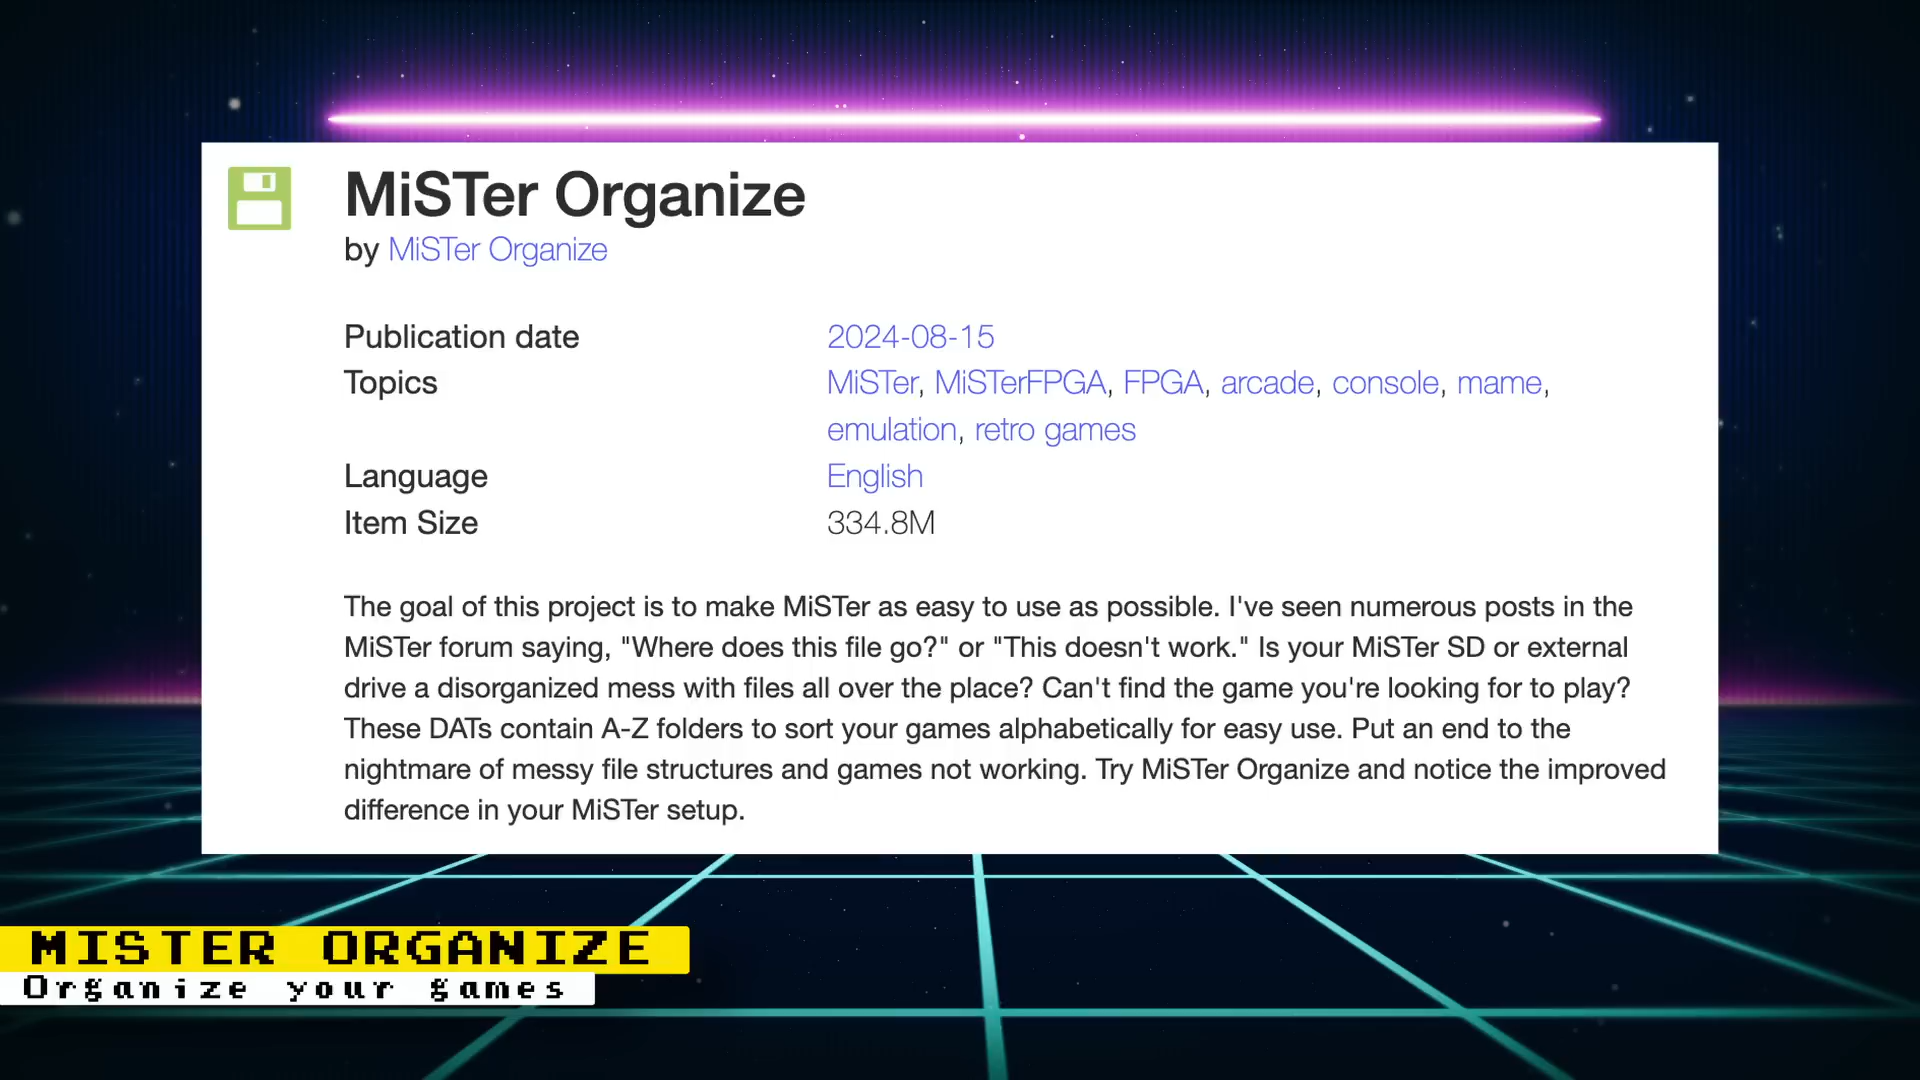 MiSTer Organize
by MiSTer Organize
Publication date 2024-08-15
Topics MiSTer, MiSTerFPGA, FPGA, arcade, console, mame,
emulation, retro games
Language English
Item Size 334.8M
The goal of this project is to make MiSTer as easy to use as possible. I've seen numerous posts in the
MiSTer forum saying, "Where does this file go?" or "This doesn't work." Is your MiSTer SD or external
drive a disorganized mess with files all over the place? Can't find the game you're looking for to play?
These DATs contain A-Z folders to sort your games alphabetically for easy use. Put an end to the
nightmare of messy file structures and games not working. Try MiSTer Organize and notice the improved
difference in your MiSTer setup.
MISTER ORGANIZE
Organize your games